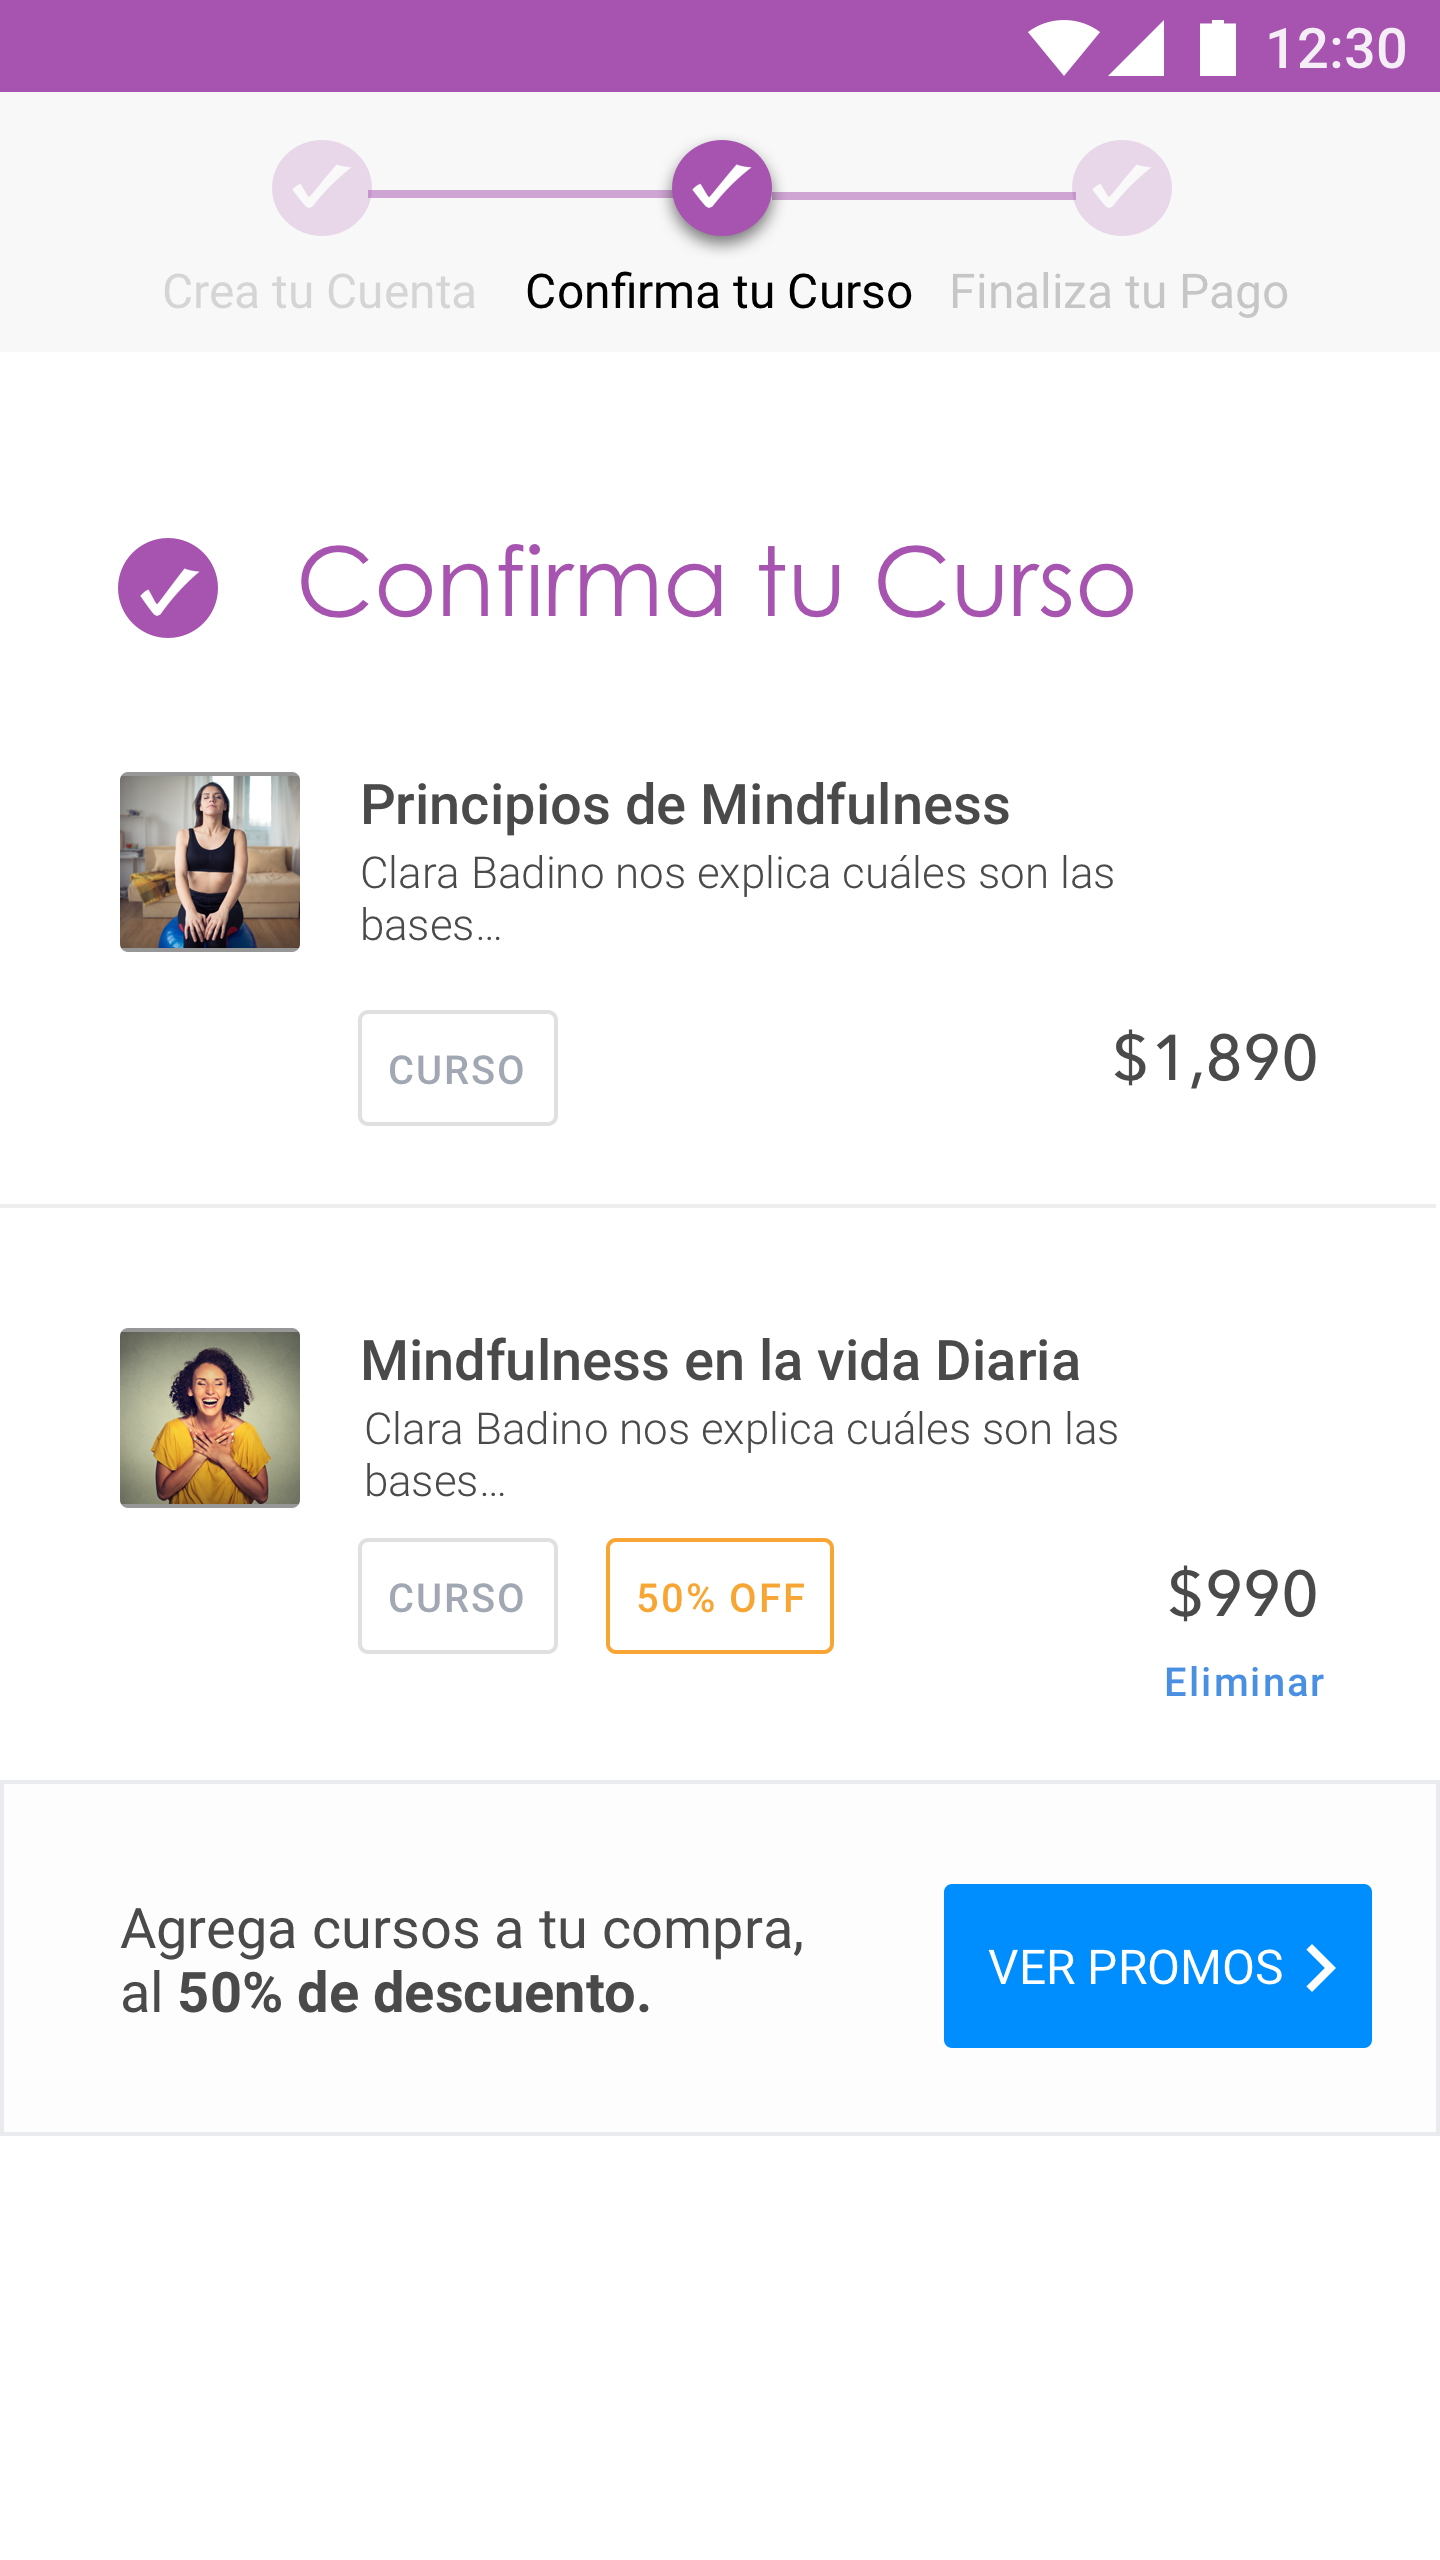 12:30
Crea tu Cuenta
Confirma tu Curso
Finaliza tu Pago
Confirma tu Curso
Principios de Mindfulness
Clara Badino nos explica cuáles son las
bases...
CURSO
$1,890
Mindfulness en la vida Diaria
Clara Badino nos explica cuáles son las
bases...
CURSO
50% OFF
$990
Eliminar
Agrega cursos a tu compra,
al 50% de descuento.
VER PROMOS